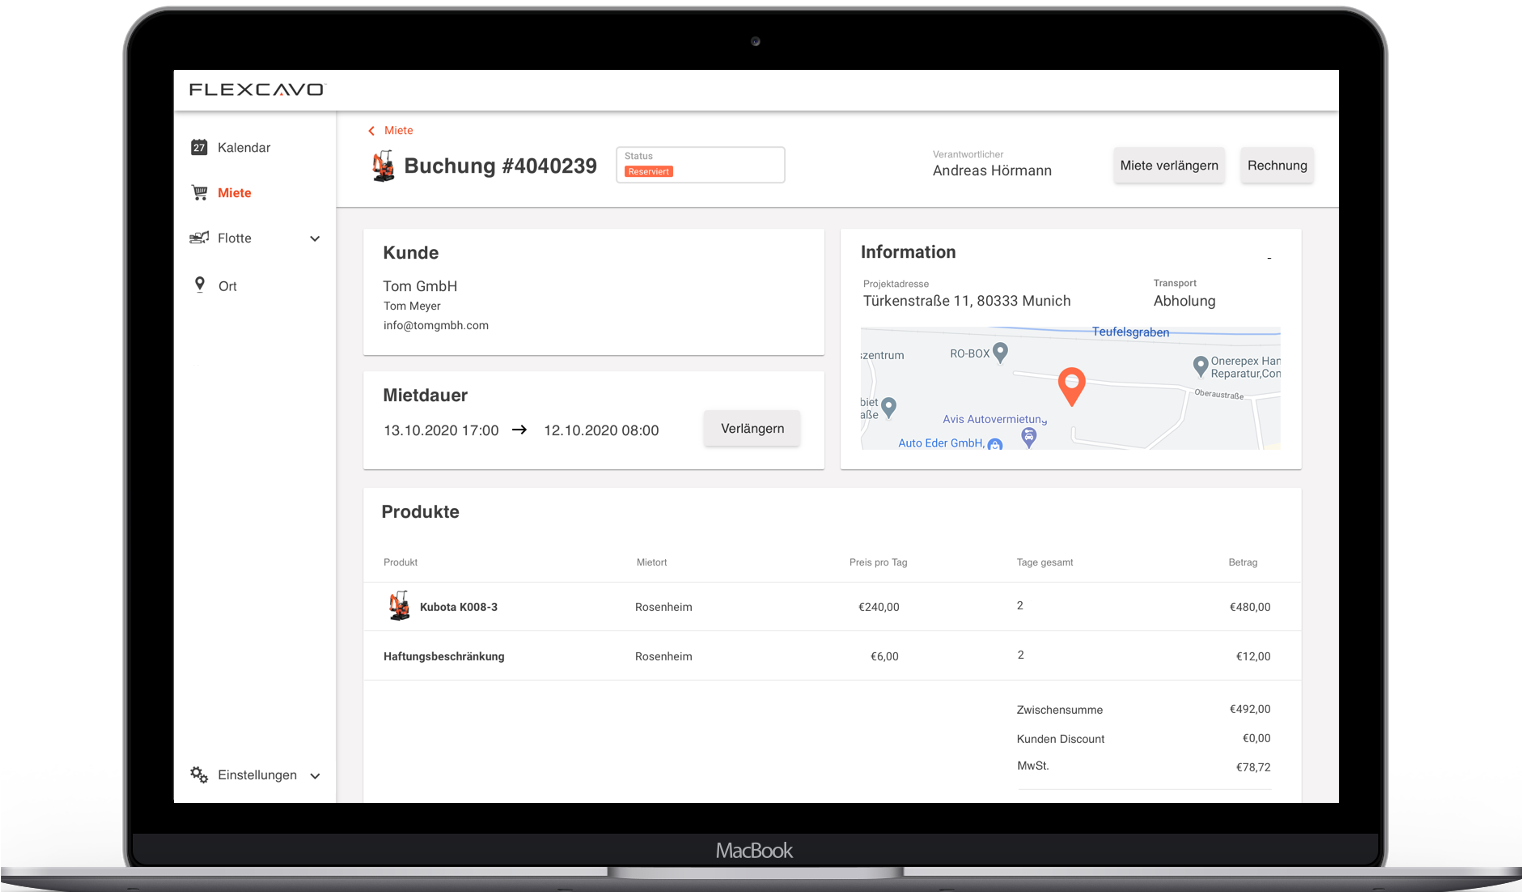 FLEXCAVO
27 Kalendar
Miete
Flotte
Ort
Einstellungen
Miete
Buchung #4040239
Status
Reserviert
Verantwortlicher
Andreas Hörmann
Miete verlängern
Rechnung
Kunde
Tom GmbH
Tom Meyer
info@tomgmbh.com
Mietdauer
13.10.2020 17:00 → 12.10.2020 08:00
Verlängern
Information
-
Projektadresse
Türkenstraße 11, 80333 Munich
Transport
Abholung
Teufelsgraben
szentrum
RO-BOX
Onerepex Han
Reparatur,Con
Oberaustraße
biet
aße
Avis Autovermietung
Auto Eder GmbH,
Produkte
Produkt Mietort Preis pro Tag Tage gesamt Betrag
Kubota K008-3 Rosenheim €240,00 2 €480,00
Haftungsbeschränkung Rosenheim €6,00 2 €12,00
Zwischensumme €492,00
Kunden Discount €0,00
MwSt. €78,72
MacBook